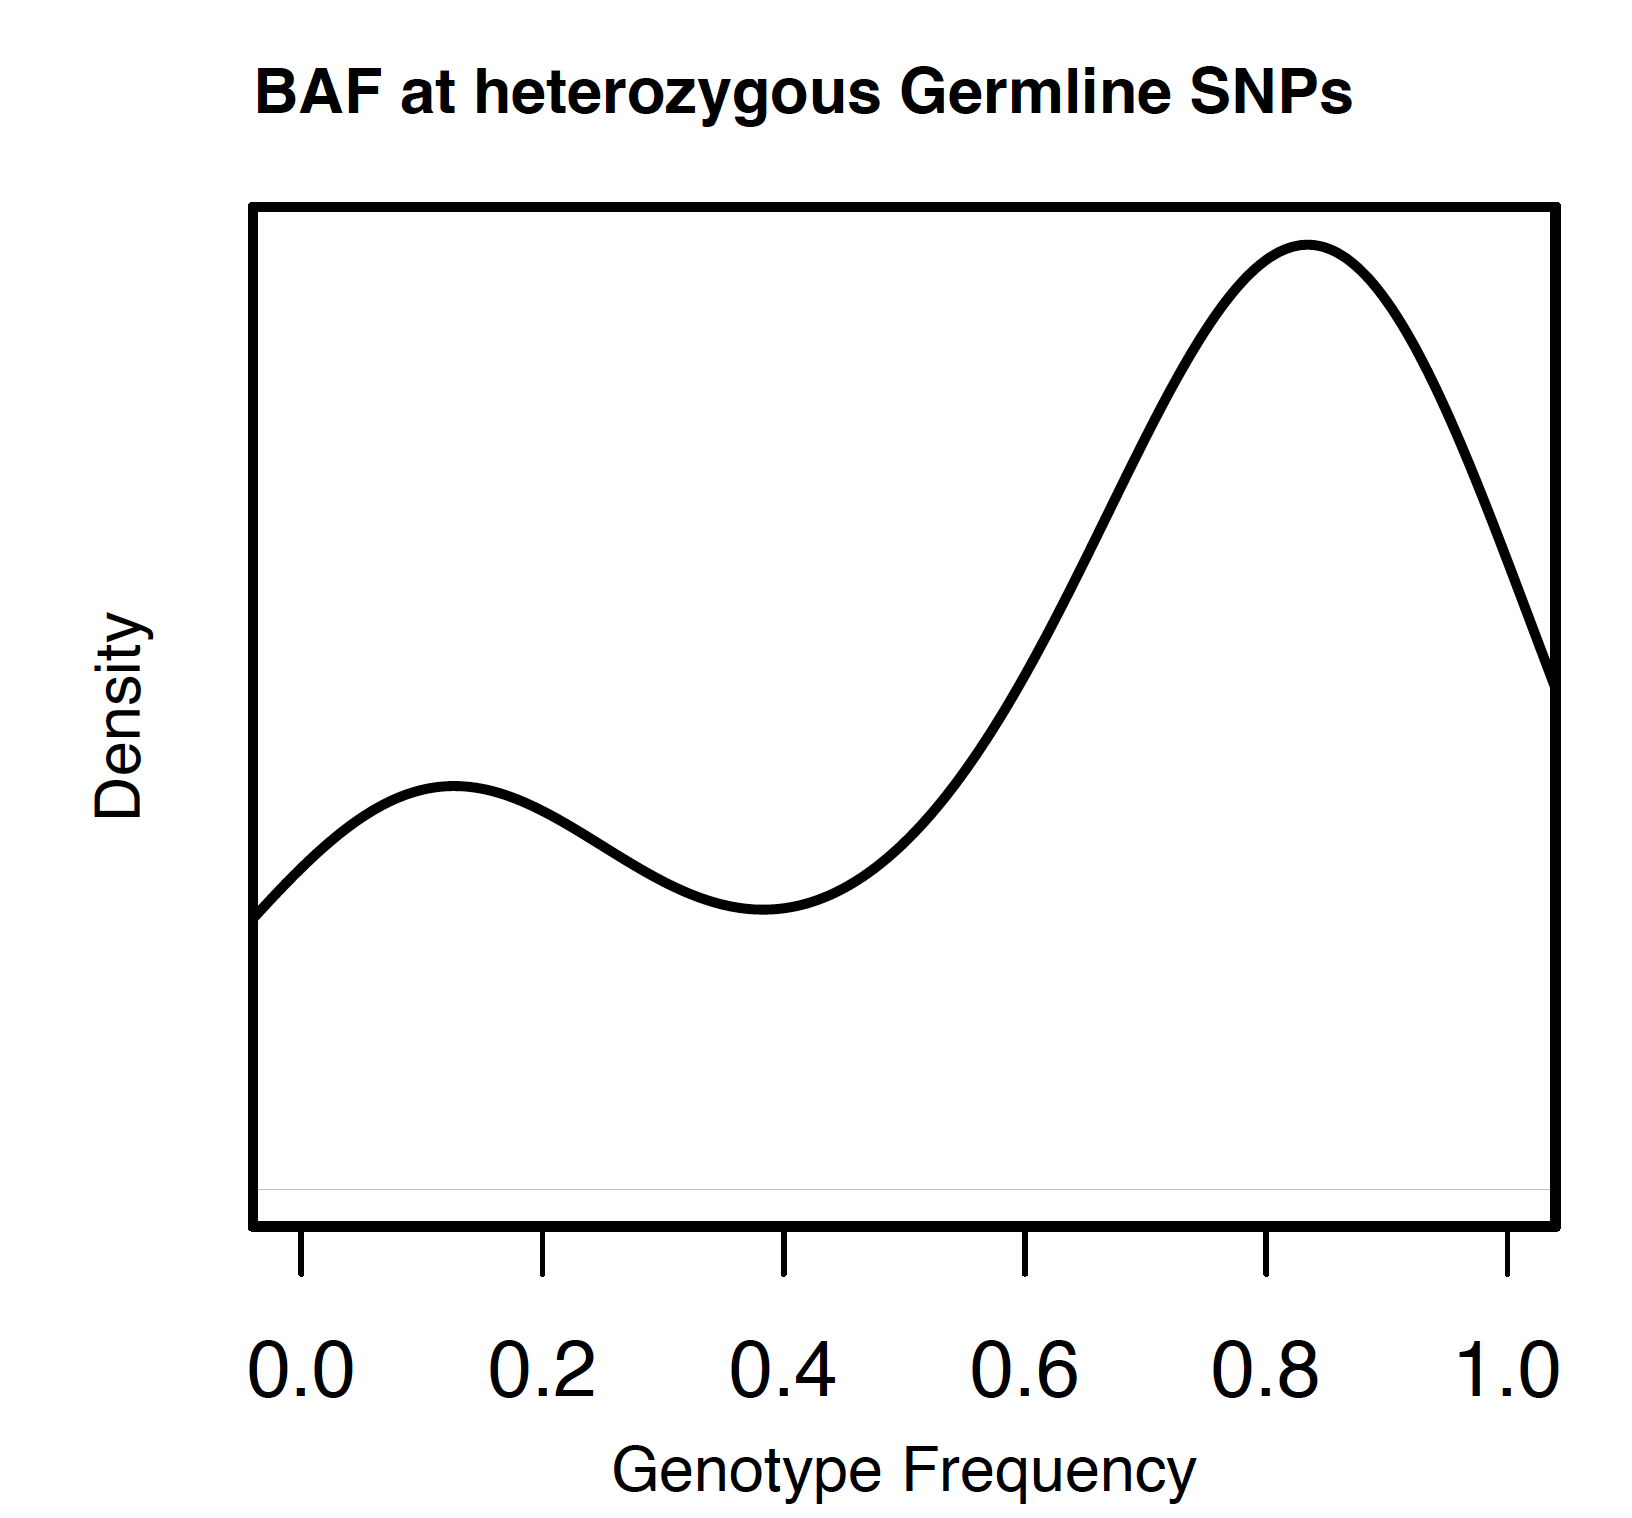 BAF at heterozygous Germline SNPs
Density
0.0 0.2 0.4 0.6 0.8 1.0
Genotype Frequency